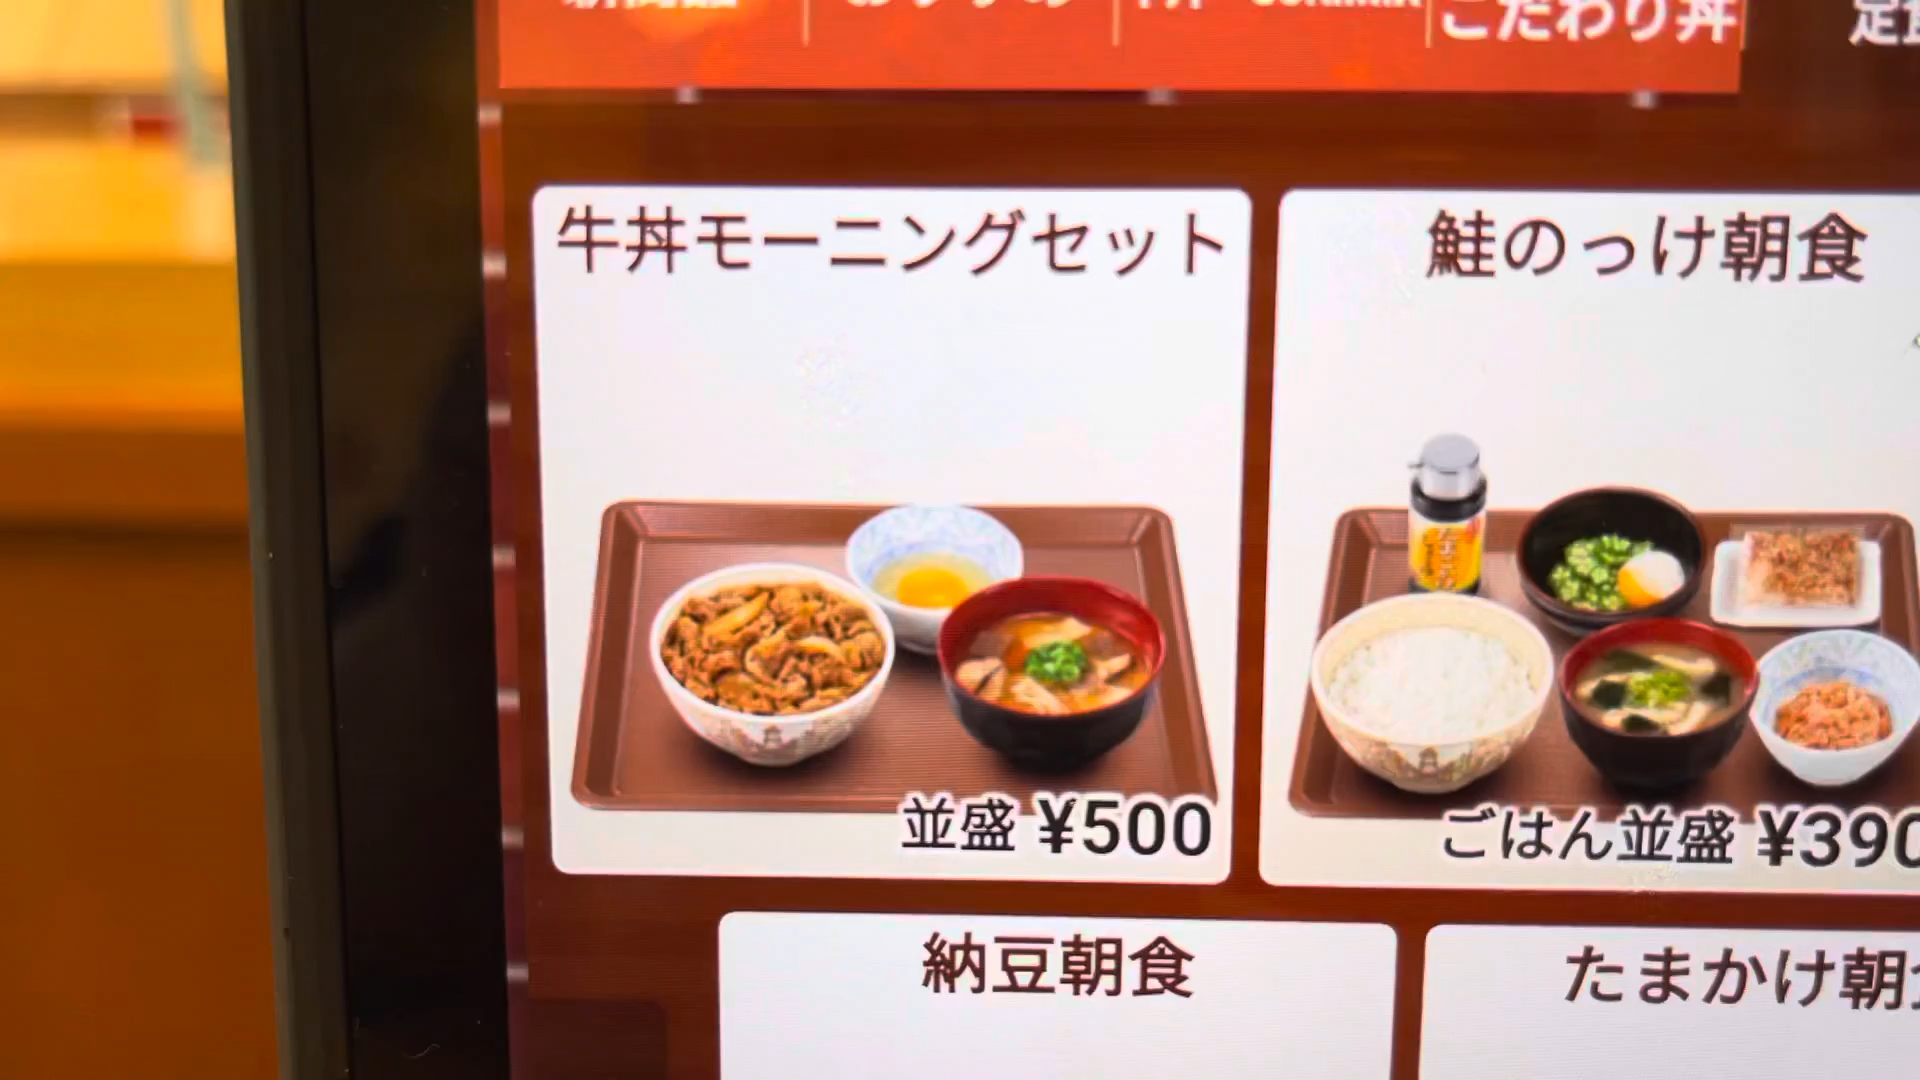 こだわり丼
牛丼モーニングセット
並盛 ¥500
鮭のっけ朝食
ごはん並盛 ¥390
納豆朝食
たまかけ朝